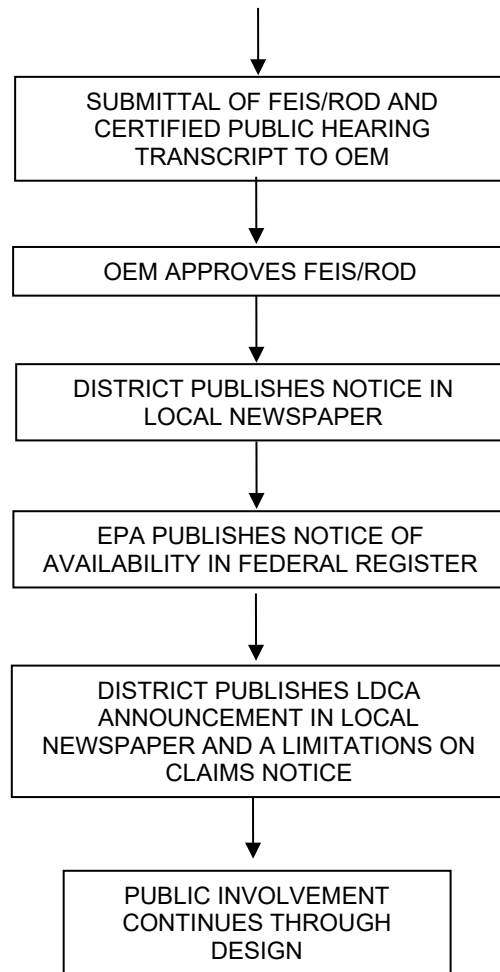 SUBMITTAL OF FEIS/ROD AND
CERTIFIED PUBLIC HEARING
TRANSCRIPT TO OEM
OEM APPROVES FEIS/ROD
DISTRICT PUBLISHES NOTICE IN
LOCAL NEWSPAPER
EPA PUBLISHES NOTICE OF
AVAILABILITY IN FEDERAL REGISTER
DISTRICT PUBLISHES LDCA
ANNOUNCEMENT IN LOCAL
NEWSPAPER AND A LIMITATIONS ON
CLAIMS NOTICE
PUBLIC INVOLVEMENT
CONTINUES THROUGH
DESIGN